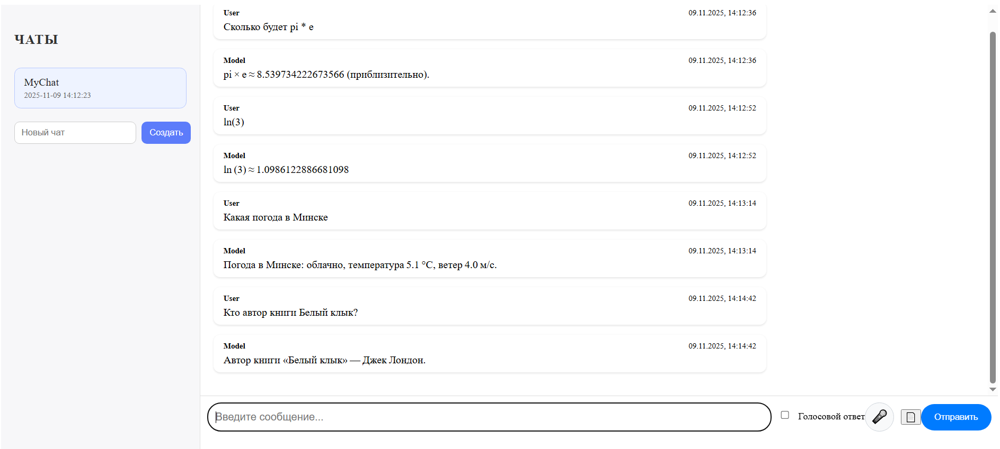 ЧАТЫ
MyChat
2025-11-09 14:12:23
Новый чат
Создать
User
09.11.2025, 14:12:36
Сколько будет pi * e
Model
09.11.2025, 14:12:36
pi × e ≈ 8.539734222673566 (приблизительно).
User
09.11.2025, 14:12:52
ln(3)
Model
09.11.2025, 14:12:52
ln (3) ≈ 1.0986122886681098
User
09.11.2025, 14:13:14
Какая погода в Минске
Model
09.11.2025, 14:13:14
Погода в Минске: облачно, температура 5.1 °C, ветер 4.0 м/с.
User
09.11.2025, 14:14:42
Кто автор книги Белый клык?
Model
09.11.2025, 14:14:42
Автор книги «Белый клык» — Джек Лондон.
Введите сообщение...
Голосовой ответ
Отправить